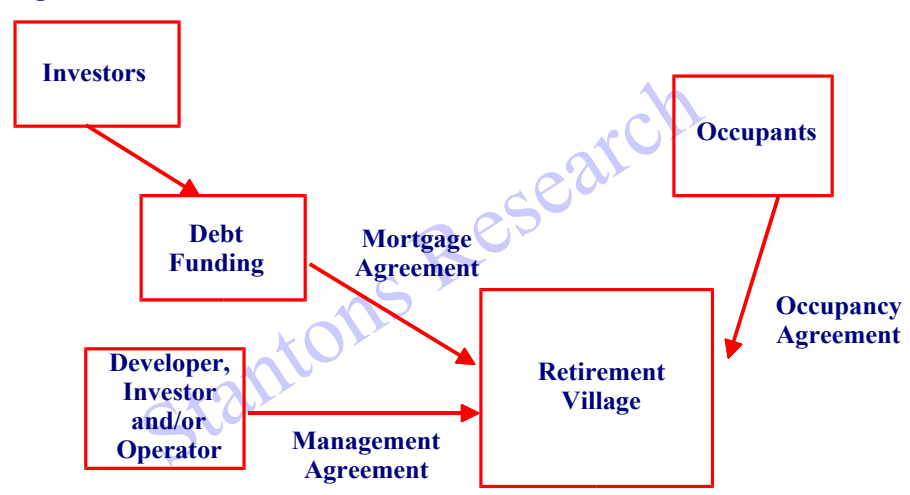 Investors
Occupants
Debt
Funding
Mortgage
Agreement
Occupancy
Agreement
Developer,
Investor
and/or
Operator
Retirement
Village
Management
Agreement
Stantons Research